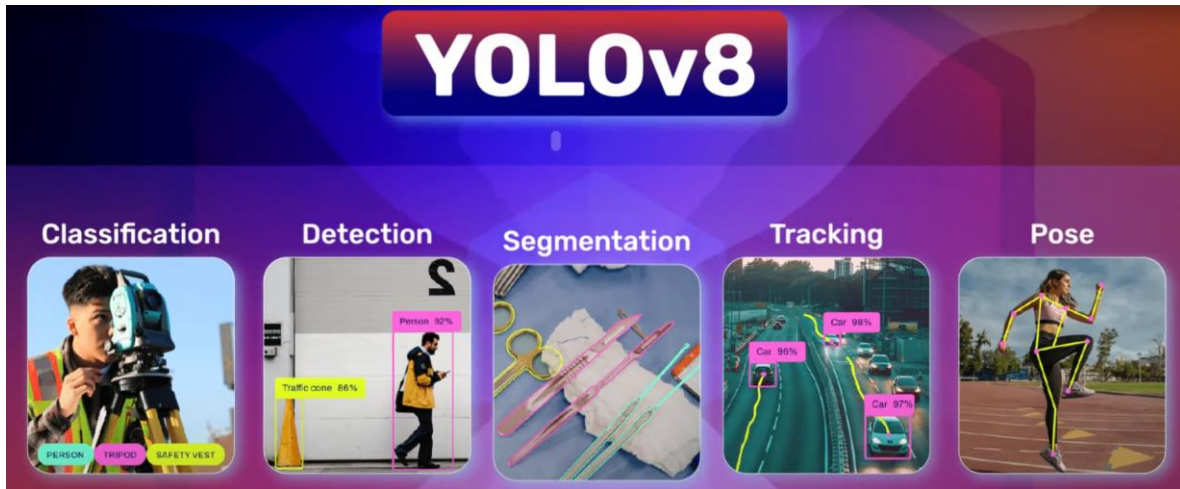 YOLOv8
Classification
Detection
Segmentation
Tracking
Pose
PERSON
TRIPOD
SAFETY VEST
2
Person 92%
Traffic cone 86%
Car 98%
Car 96%
Car 97%